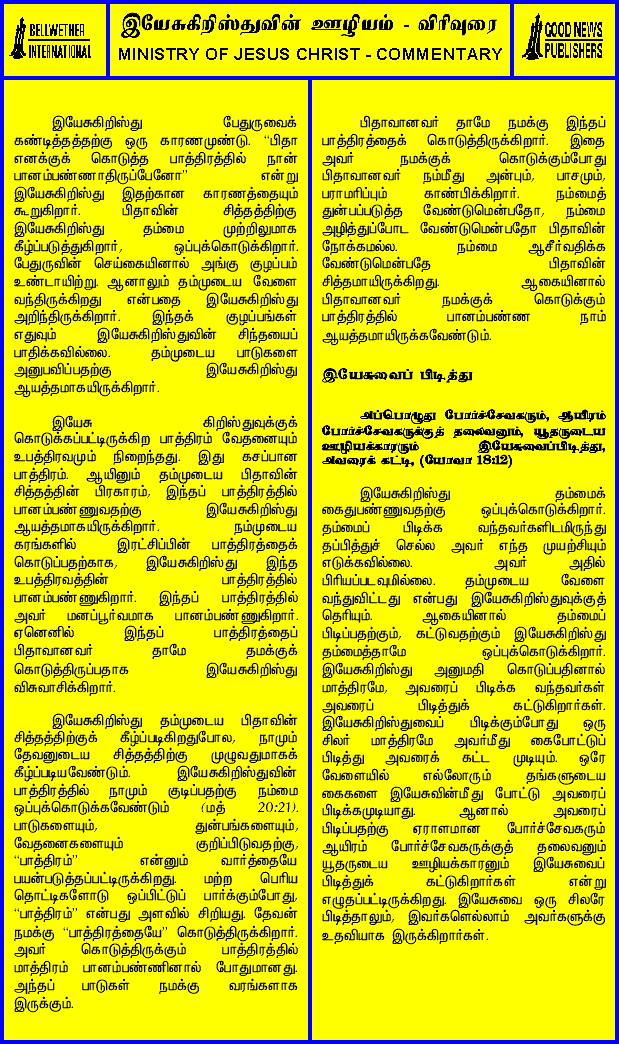 BELLWETHER
INTERNATIONAL
இயேசுகிறிஸ்துவின் ஊழியம் - விரிவுரை
MINISTRY OF JESUS CHRIST - COMMENTARY
GOOD NEWS
PUBLISHERS
இயேசுகிறிஸ்து பேதுருவைக்
கண்டித்ததற்கு ஒரு காரணமுண்டு. “பிதா
எனக்குக் கொடுத்த பாத்திரத்தில் நான்
பானம்பண்ணாதிருப்பேனோ” என்று
இயேசுகிறிஸ்து இதற்கான காரணத்தையும்
கூறுகிறார். பிதாவின் சித்தத்திற்கு
இயேசுகிறிஸ்து தம்மை முற்றிலுமாக
கீழ்ப்படுத்துகிறார், ஒப்புக்கொடுக்கிறார்.
பேதுருவின் செய்கையினால் அங்கு குழப்பம்
உண்டாயிற்று. ஆனாலும் தம்முடைய வேளை
வந்திருக்கிறது என்பதை இயேசுகிறிஸ்து
அறிந்திருக்கிறார். இந்தக் குழப்பங்கள்
எதுவும் இயேசுகிறிஸ்துவின் சிந்தயைப்
பாதிக்கவில்லை. தம்முடைய பாடுகளை
அனுபவிப்பதற்கு இயேசுகிறிஸ்து
ஆயத்தமாகயிருக்கிறார்.
இயேசு கிறிஸ்துவுக்குக்
கொடுக்கப்பட்டிருக்கிற பாத்திரம் வேதனையும்
உபத்திரவமும் நிறைந்தது. இது கசப்பான
பாத்திரம். ஆயினும் தம்முடைய பிதாவின்
சித்தத்தின் பிரகாரம், இந்தப் பாத்திரத்தில்
பானம்பண்ணுவதற்கு இயேசுகிறிஸ்து
ஆயத்தமாகயிருக்கிறார். நம்முடைய
கரங்களில் இரட்சிப்பின் பாத்திரத்தைக்
கொடுப்பதற்காக, இயேசுகிறிஸ்து இந்த
உபத்திரவத்தின் பாத்திரத்தில்
பானம்பண்ணுகிறார். இந்தப் பாத்திரத்தில்
அவர் மனப்பூர்வமாக பானம்பண்ணுகிறார்.
ஏனெனில் இந்தப் பாத்திரத்தைப்
பிதாவானவர் தாமே தமக்குக்
கொடுத்திருப்பதாக இயேசுகிறிஸ்து
விசுவாசிக்கிறார்.
இயேசுகிறிஸ்து தம்முடைய பிதாவின்
சித்தத்திற்குக் கீழ்ப்படிகிறதுபோல, நாமும்
தேவனுடைய சித்தத்திற்கு முழுவதுமாகக்
கீழ்ப்படியவேண்டும். இயேசுகிறிஸ்துவின்
பாத்திரத்தில் நாமும் குடிப்பதற்கு நம்மை
ஒப்புக்கொடுக்கவேண்டும் (மத் 20:21).
பாடுகளையும், துன்பங்களையும்,
வேதனைகளையும் குறிப்பிடுவதற்கு,
“பாத்திரம்” என்னும் வார்த்தையே
பயன்படுத்தப்பட்டிருக்கிறது. மற்ற பெரிய
தொட்டிகளோடு ஒப்பிட்டுப் பார்க்கும்போது,
“பாத்திரம்” என்பது அளவில் சிறியது. தேவன்
நமக்கு “பாத்திரத்தையே” கொடுத்திருக்கிறார்.
அவர் கொடுத்திருக்கும் பாத்திரத்தில்
மாத்திரம் பானம்பண்ணினால் போதுமானது.
அந்தப் பாடுகள் நமக்கு வரங்களாக
இருக்கும்.
பிதாவானவர் தாமே நமக்கு இந்தப்
பாத்திரத்தைக் கொடுத்திருக்கிறார். இதை
அவர் நமக்குக் கொடுக்கும்போது
பிதாவானவர் நம்மீது அன்பும், பாசமும்,
பராமரிப்பும் காண்பிக்கிறார். நம்மைத்
துன்பப்படுத்த வேண்டுமென்பதோ, நம்மை
அழித்துப்போட வேண்டுமென்பதோ பிதாவின்
நோக்கமல்ல. நம்மை ஆசீர்வதிக்க
வேண்டுமென்பதே பிதாவின்
சித்தமாயிருக்கிறது. ஆகையினால்
பிதாவானவர் நமக்குக் கொடுக்கும்
பாத்திரத்தில் பானம்பண்ண நாம்
ஆயத்தமாயிருக்கவேண்டும்.
இயேசுவைப் பிடித்து
அப்பொழுது போர்ச்சேவகரும், ஆயிரம்
போர்ச்சேவகருக்குத் தலைவனும், யூதருடைய
ஊழியக்காரரும் இயேசுவைப்பிடித்து,
அவரைக் கட்டி, (யோவா 18:12)
இயேசுகிறிஸ்து தம்மைக்
கைதுபண்ணுவதற்கு ஒப்புக்கொடுக்கிறார்.
தம்மைப் பிடிக்க வந்தவர்களிடமிருந்து
தப்பித்துச் செல்ல அவர் எந்த முயற்சியும்
எடுக்கவில்லை. அவர் அதில்
பிரியப்படவுமில்லை. தம்முடைய வேளை
வந்துவிட்டது என்பது இயேசுகிறிஸ்துவுக்குத்
தெரியும். ஆகையினால் தம்மைப்
பிடிப்பதற்கும், கட்டுவதற்கும் இயேசுகிறிஸ்து
தம்மைத்தாமே ஒப்புக்கொடுக்கிறார்.
இயேசுகிறிஸ்து அனுமதி கொடுப்பதினால்
மாத்திரமே, அவரைப் பிடிக்க வந்தவர்கள்
அவரைப் பிடித்துக் கட்டுகிறார்கள்.
இயேசுகிறிஸ்துவைப் பிடிக்கும்போது ஒரு
சிலர் மாத்திரமே அவர்மீது கைபோட்டுப்
பிடித்து அவரைக் கட்ட முடியும். ஒரே
வேளையில் எல்லோரும் தங்களுடைய
கைகளை இயேசுவின்மீது போட்டு அவரைப்
பிடிக்கமுடியாது. ஆனால் அவரைப்
பிடிப்பதற்கு ஏராளமான போர்ச்சேவகரும்
ஆயிரம் போர்ச்சேவகருக்குத் தலைவனும்
யூதருடைய ஊழியக்காரனும் இயேசுவைப்
பிடித்துக் கட்டுகிறார்கள் என்று
எழுதப்பட்டிருக்கிறது. இயேசுவை ஒரு சிலரே
பிடித்தாலும், இவர்களெல்லாம் அவர்களுக்கு
உதவியாக இருக்கிறார்கள்.